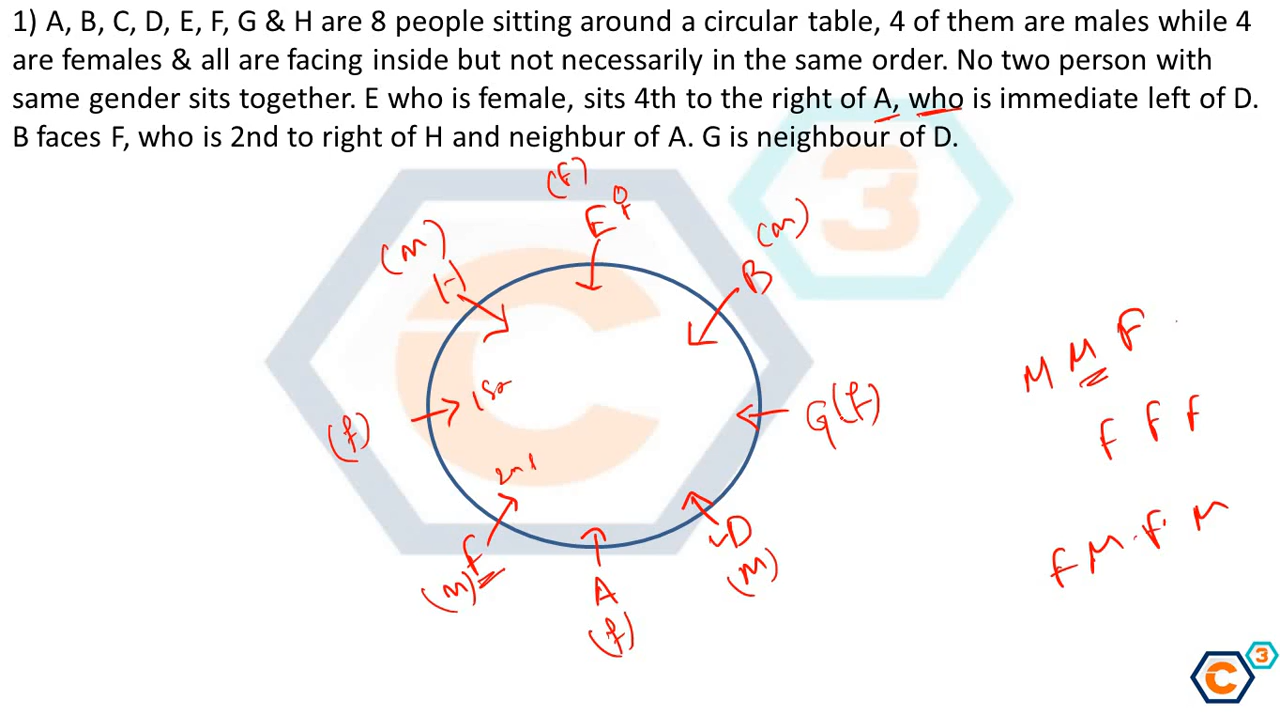 1) A, B, C, D, E, F, G & H are 8 people sitting around a circular table, 4 of them are males while 4
are females & all are facing inside but not necessarily in the same order. No two person with
same gender sits together. E who is female, sits 4th to the right of A, who is immediate left of D.
B faces F, who is 2nd to right of H and neighbur of A. G is neighbour of D.
(F)
E ♀
(m)
H
(m)
B
1st
(f)
G(f)
2nd
F
(m)
D
(M)
A
(f)
M M F
F F F
F M F M
C3
C3